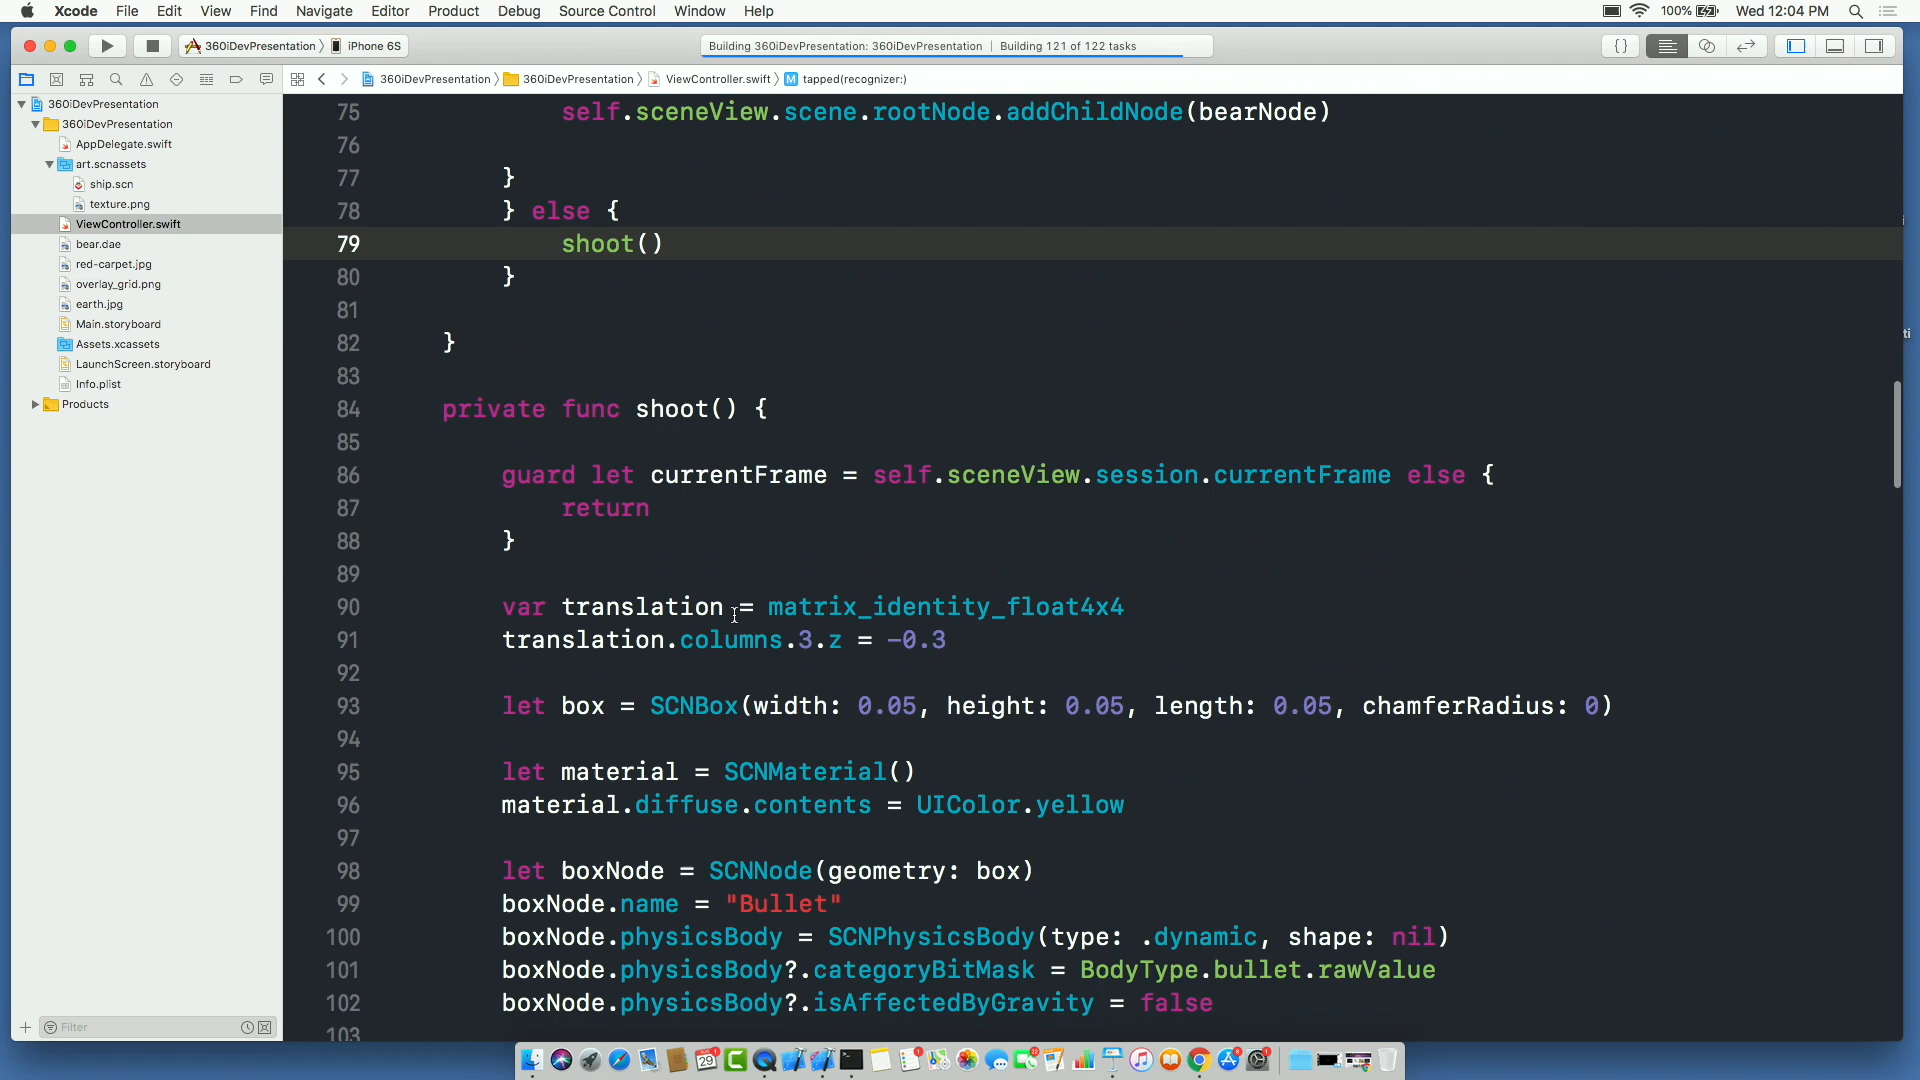 Xcode File Edit View Find Navigate Editor Product Debug Source Control Window Help 100% Wed 12:04 PM
360iDevPresentation iPhone 6S Building 360iDevPresentation: 360iDevPresentation | Building 121 of 122 tasks { }
360iDevPresentation 360iDevPresentation ViewController.swift M tapped(recognizer:)
360iDevPresentation
360iDevPresentation
AppDelegate.swift
art.scnassets
ship.scn
texture.png
ViewController.swift
bear.dae
red-carpet.jpg
overlay_grid.png
earth.jpg
Main.storyboard
Assets.xcassets
LaunchScreen.storyboard
Info.plist
Products
Filter
75 self.sceneView.scene.rootNode.addChildNode(bearNode)
76
77 }
78 } else {
79 shoot()
80 }
81
82 }
83
84 private func shoot() {
85
86 guard let currentFrame = self.sceneView.session.currentFrame else {
87 return
88 }
89
90 var translation = matrix_identity_float4x4
91 translation.columns.3.z = -0.3
92
93 let box = SCNBox(width: 0.05, height: 0.05, length: 0.05, chamferRadius: 0)
94
95 let material = SCNMaterial()
96 material.diffuse.contents = UIColor.yellow
97
98 let boxNode = SCNNode(geometry: box)
99 boxNode.name = "Bullet"
100 boxNode.physicsBody = SCNPhysicsBody(type: .dynamic, shape: nil)
101 boxNode.physicsBody?.categoryBitMask = BodyType.bullet.rawValue
102 boxNode.physicsBody?.isAffectedByGravity = false
103
ti
29